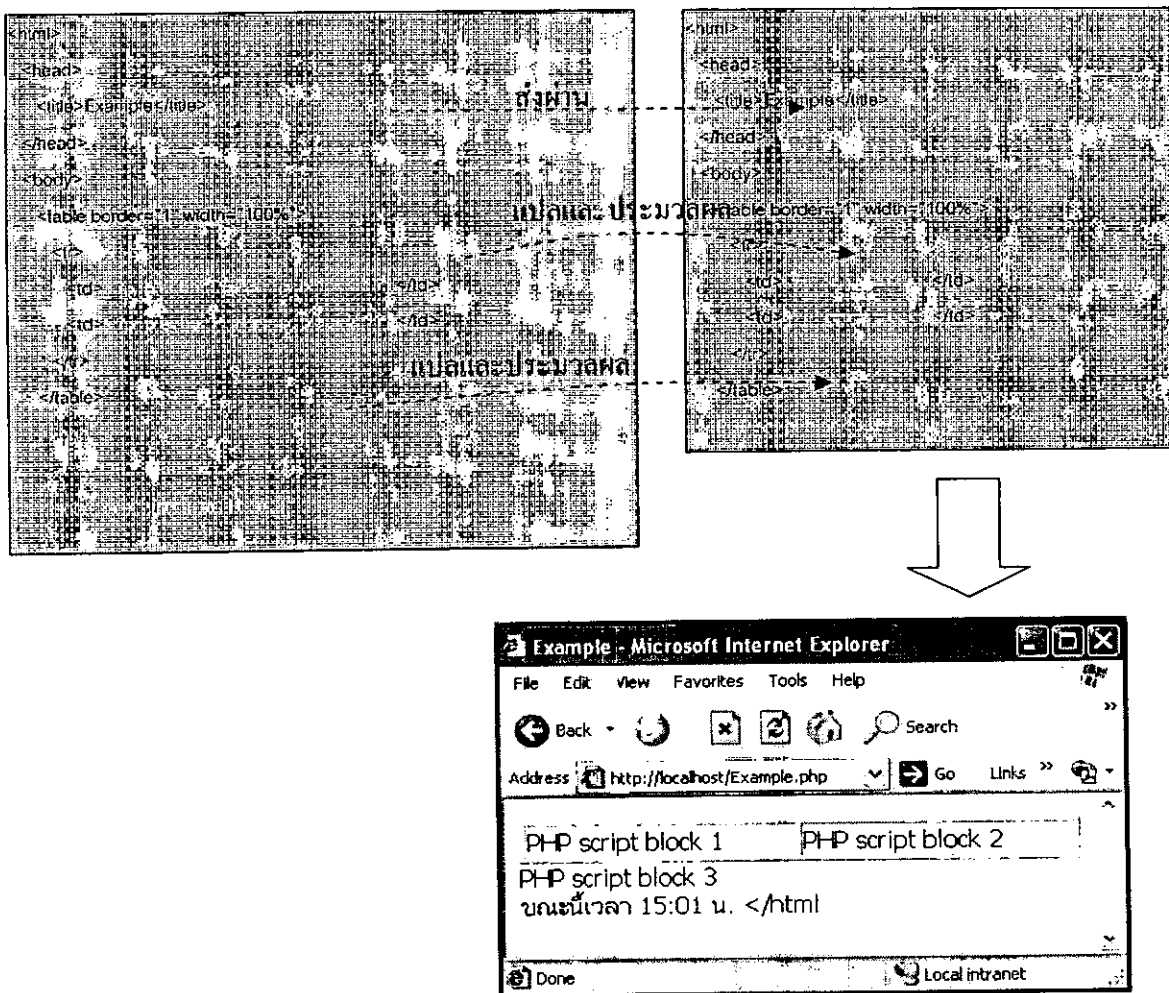 <html>
<head>
<title>Example</title>
</head>
<body>
<table border="1" width="100%">
<tr>
<td> </td>
<td> </td>
</tr>
</table>
ส่งผ่าน
แปลและประมวลผล
แปลและประมวลผล
<html>
<head>
<title>Example</title>
</head>
<body>
<table border="1" width="100%
<tr>
<td> </td>
<td> </td>
</tr>
</table>
Example - Microsoft Internet Explorer
File Edit View Favorites Tools Help
Back Search
Address http://localhost/Example.php Go Links
PHP script block 1 PHP script block 2
PHP script block 3
ขณะนี้เวลา 15:01 น. </html
Done Local intranet